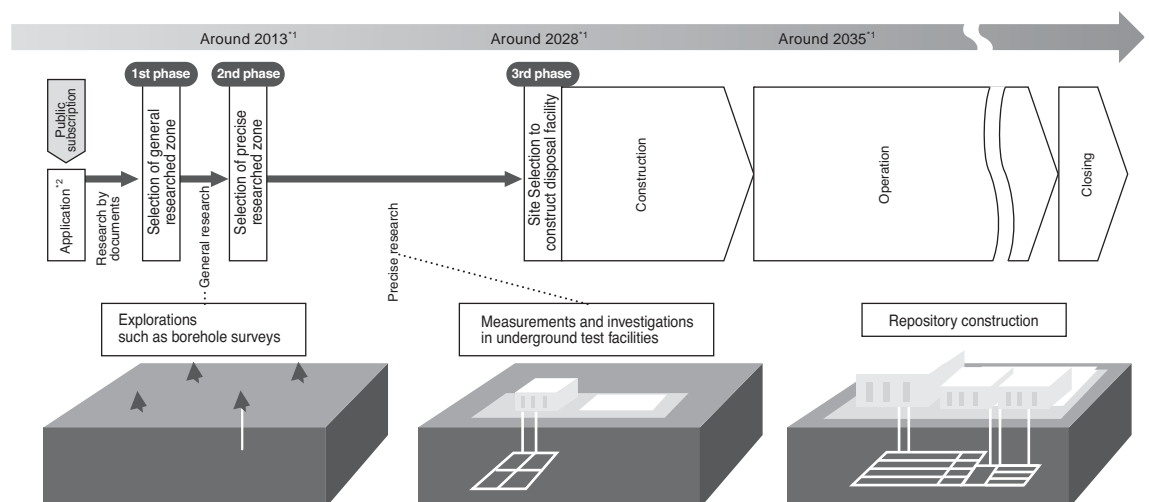 Around 2013*1
Around 2028*1
Around 2035*1
1st phase
2nd phase
3rd phase
Public
subscription
Application*2
Research by
documents
Selection of general
researched zone
General research
Selection of precise
researched zone
Precise research
Site Selection to
construct disposal facility
Construction
Operation
Closing
Explorations
such as borehole surveys
Measurements and investigations
in underground test facilities
Repository construction